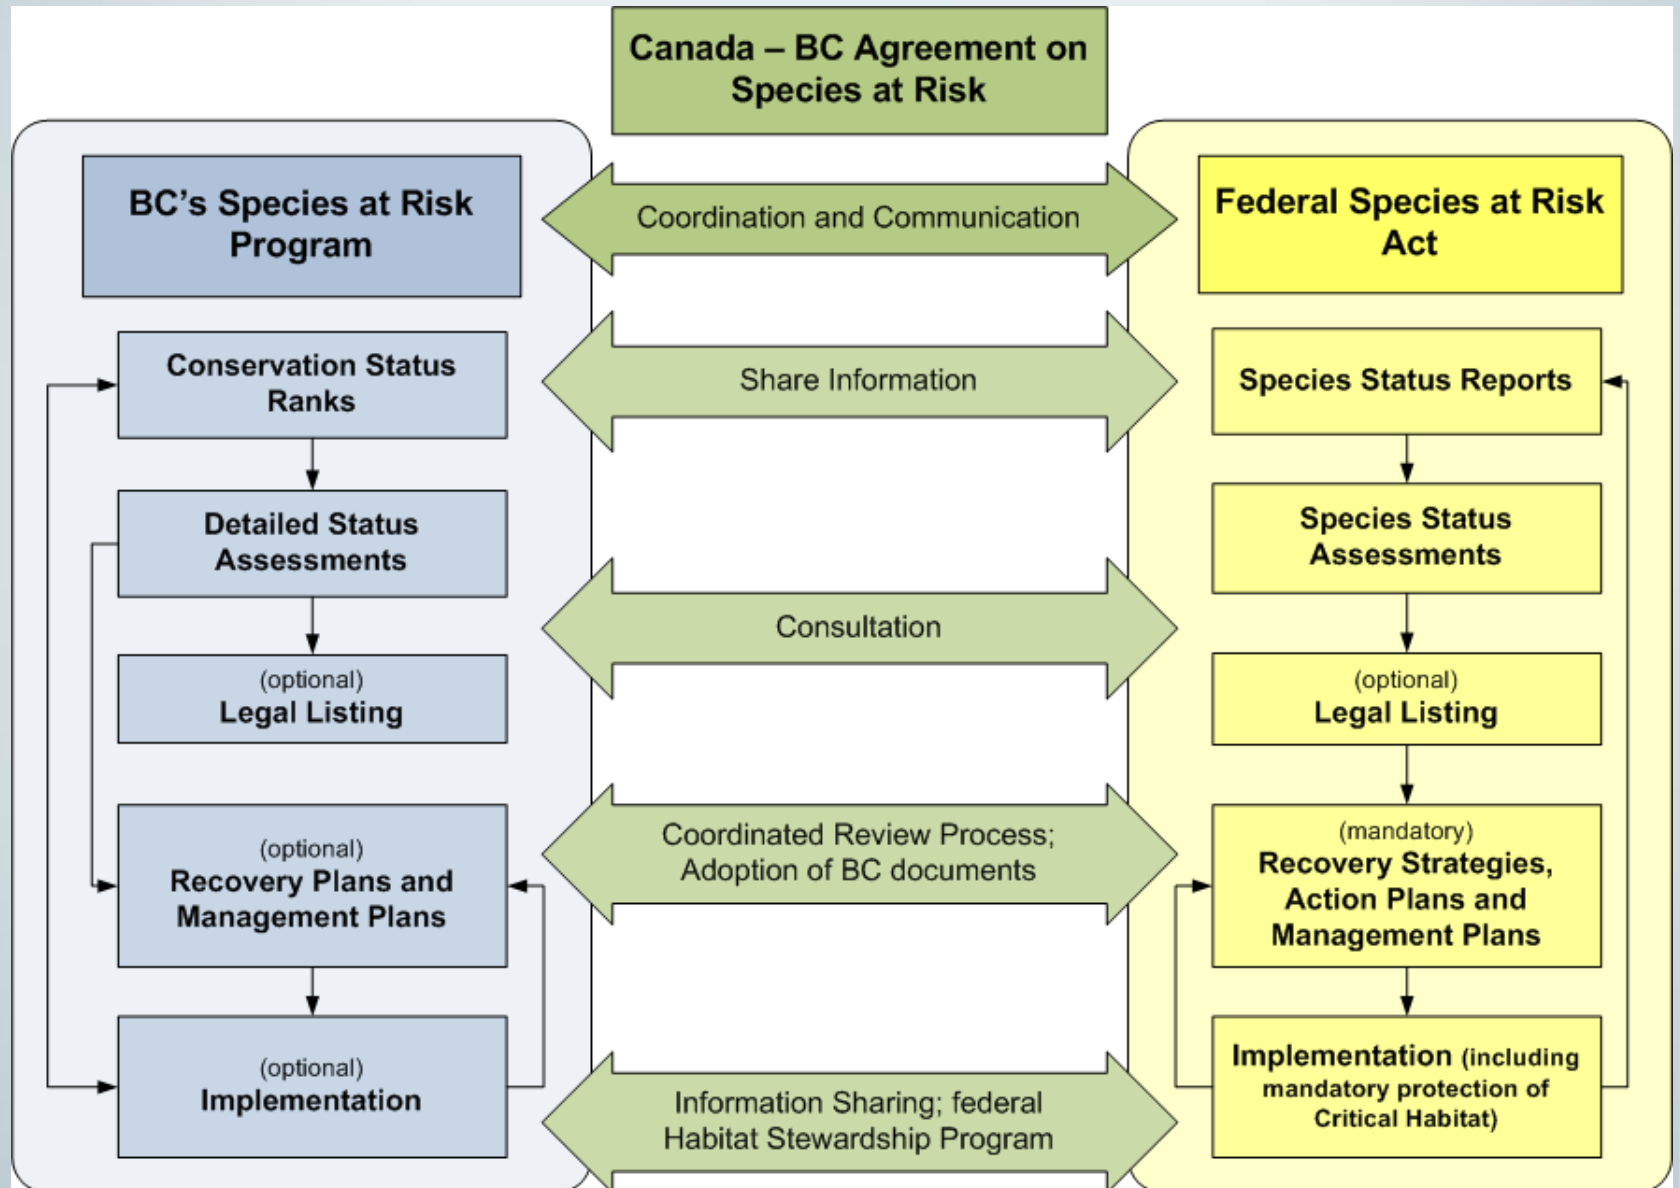 Canada – BC Agreement on
Species at Risk
BC's Species at Risk
Program
Coordination and Communication
Federal Species at Risk
Act
Conservation Status
Ranks
Share Information
Species Status Reports
Detailed Status
Assessments
Species Status
Assessments
Consultation
(optional)
Legal Listing
(optional)
Legal Listing
(optional)
Recovery Plans and
Management Plans
Coordinated Review Process;
Adoption of BC documents
(mandatory)
Recovery Strategies,
Action Plans and
Management Plans
(optional)
Implementation
Information Sharing; federal
Habitat Stewardship Program
Implementation (including
mandatory protection of
Critical Habitat)